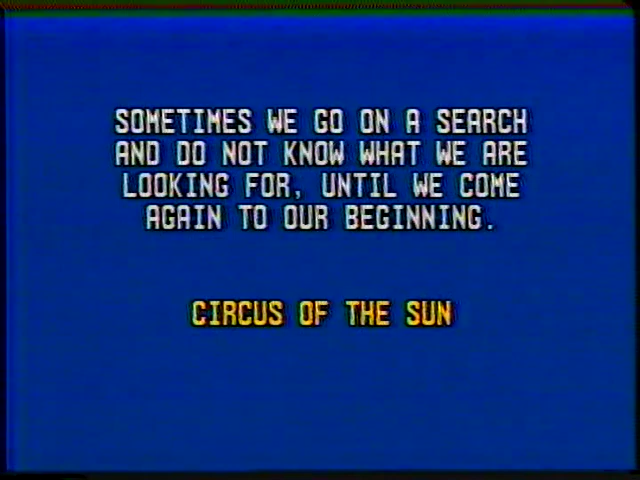 SOMETIMES WE GO ON A SEARCH
AND DO NOT KNOW WHAT WE ARE
LOOKING FOR, UNTIL WE COME
AGAIN TO OUR BEGINNING.
CIRCUS OF THE SUN